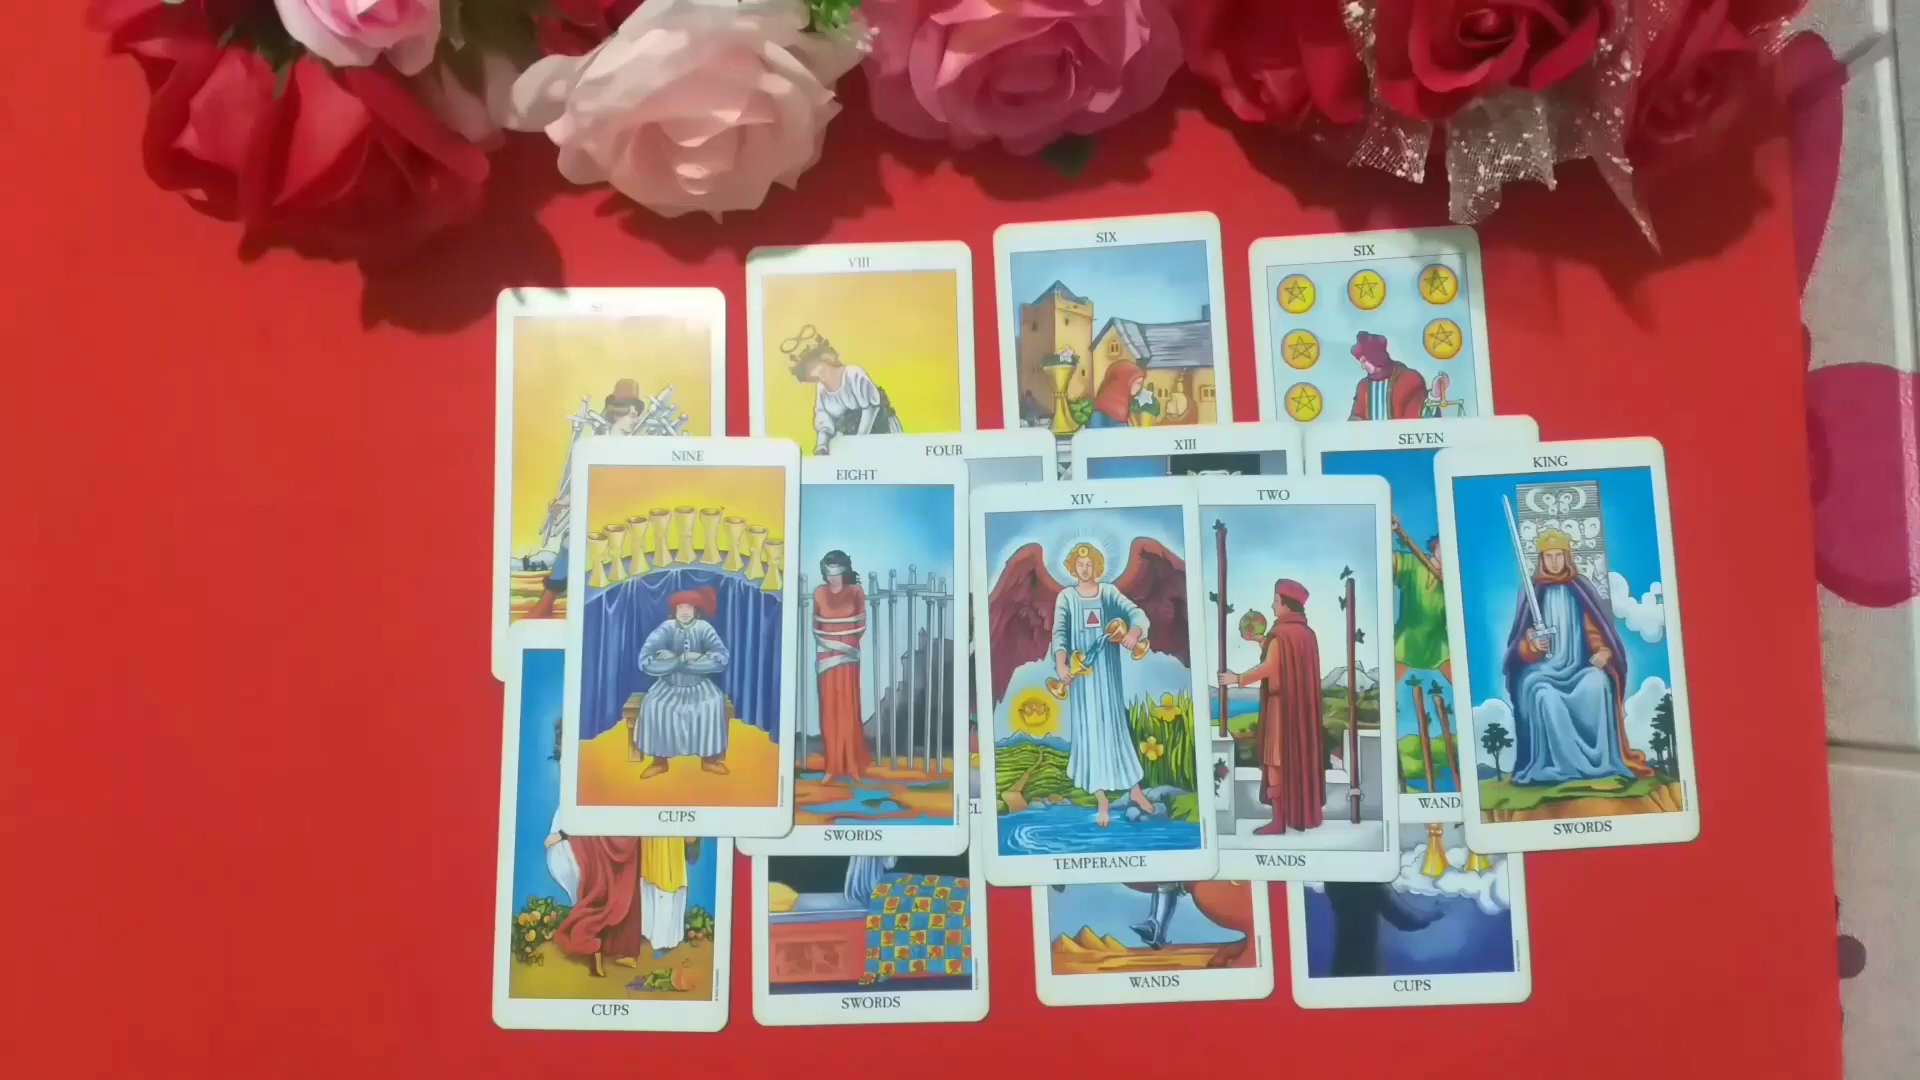 VIII
SIX
SIX
FOUR
XIII
SEVEN
NINE
EIGHT
XIV
TWO
KING
CUPS
SWORDS
TEMPERANCE
WANDS
WAND
SWORDS
CUPS
SWORDS
WANDS
CUPS